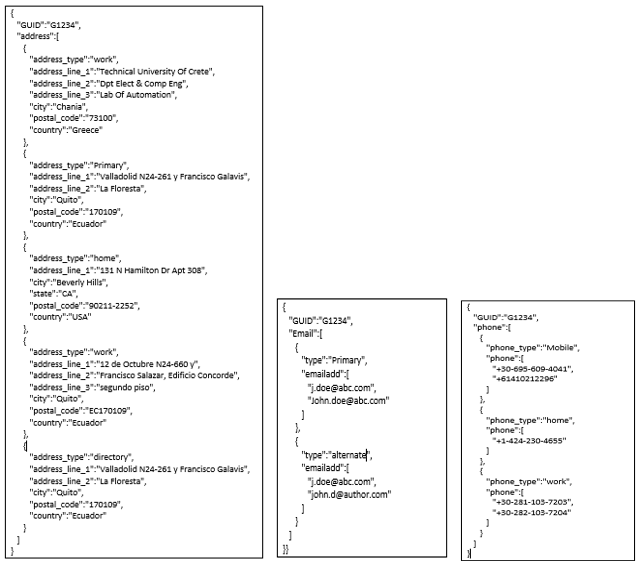 {
"GUID":"G1234",
"address":[
{
"address_type":"work",
"address_line_1":"Technical University Of Crete",
"address_line_2":"Dpt Elect & Comp Eng",
"address_line_3":"Lab Of Automation",
"city":"Chania",
"postal_code":"73100",
"country":"Greece"
},
{
"address_type":"Primary",
"address_line_1":"Valladolid N24-261 y Francisco Galavis",
"address_line_2":"La Floresta",
"city":"Quito",
"postal_code":"170109",
"country":"Ecuador"
},
{
"address_type":"home",
"address_line_1":"131 N Hamilton Dr Apt 308",
"city":"Beverly Hills",
"state":"CA",
"postal_code":"90211-2252",
"country":"USA"
},
{
"address_type":"work",
"address_line_1":"12 de Octubre N24-660 y",
"address_line_2":"Francisco Salazar, Edificio Concorde",
"address_line_3":"segundo piso",
"city":"Quito",
"postal_code":"EC170109",
"country":"Ecuador"
},
{
"address_type":"directory",
"address_line_1":"Valladolid N24-261 y Francisco Galavis",
"address_line_2":"La Floresta",
"city":"Quito",
"postal_code":"170109",
"country":"Ecuador"
}
]
}
{
"GUID":"G1234",
"Email":[
{
"type":"Primary",
"emailadd":[
"j.doe@abc.com",
"John.doe@abc.com"
]
},
{
"type":"alternate",
"emailadd":[
"j.doe@abc.com",
"john.d@author.com"
]
}
]
}}
{
"GUID":"G1234",
"phone":[
{
"phone_type":"Mobile",
"phone":[
"+30-695-609-4041",
"+61410212296"
]
},
{
"phone_type":"home",
"phone":[
"+1-424-230-4655"
]
},
{
"phone_type":"work",
"phone":[
"+30-281-103-7203",
"+30-282-103-7204"
]
}
]
}